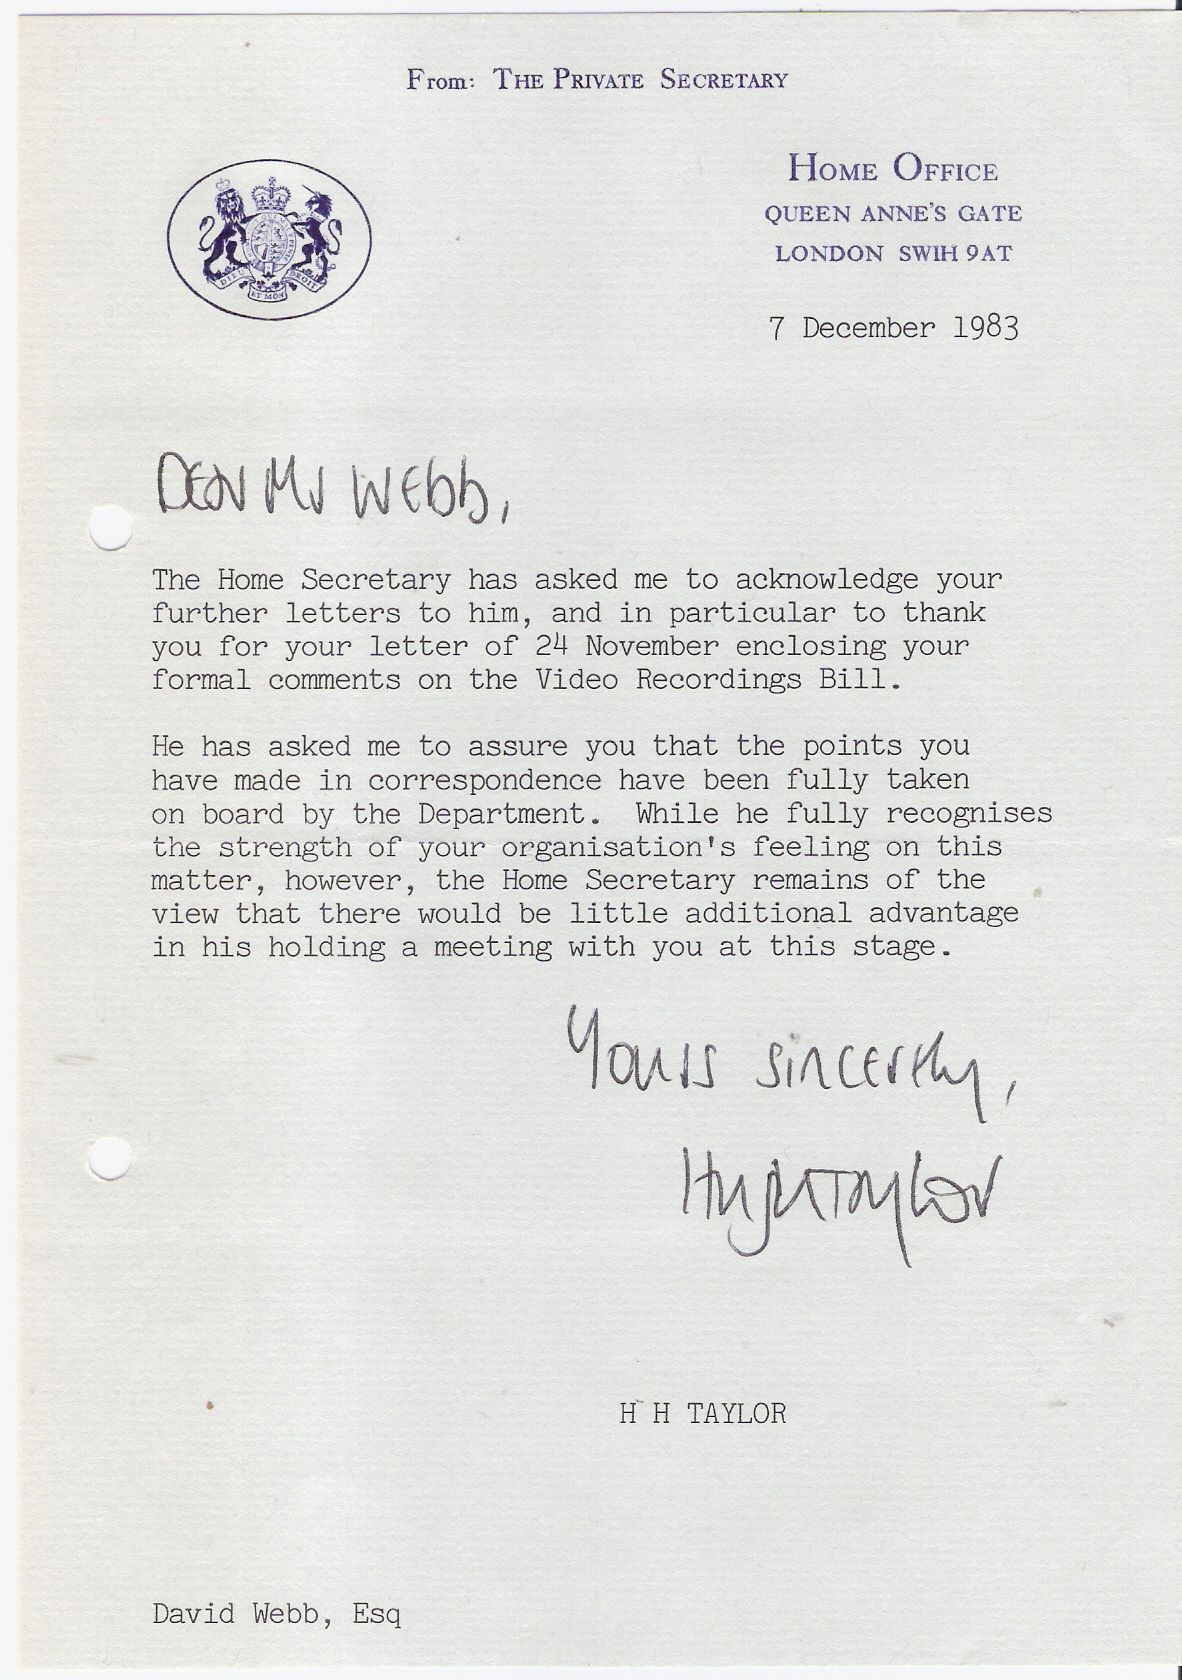 From: THE PRIVATE SECRETARY
HOME OFFICE
QUEEN ANNE'S GATE
LONDON SW1H 9AT
DIEU ET MON DROIT
7 December 1983
Dear Mr Webb,
The Home Secretary has asked me to acknowledge your
further letters to him, and in particular to thank
you for your letter of 24 November enclosing your
formal comments on the Video Recordings Bill.
He has asked me to assure you that the points you
have made in correspondence have been fully taken
on board by the Department. While he fully recognises
the strength of your organisation's feeling on this
matter, however, the Home Secretary remains of the
view that there would be little additional advantage
in his holding a meeting with you at this stage.
Yours sincerely,
Hugh Taylor
H H TAYLOR
David Webb, Esq